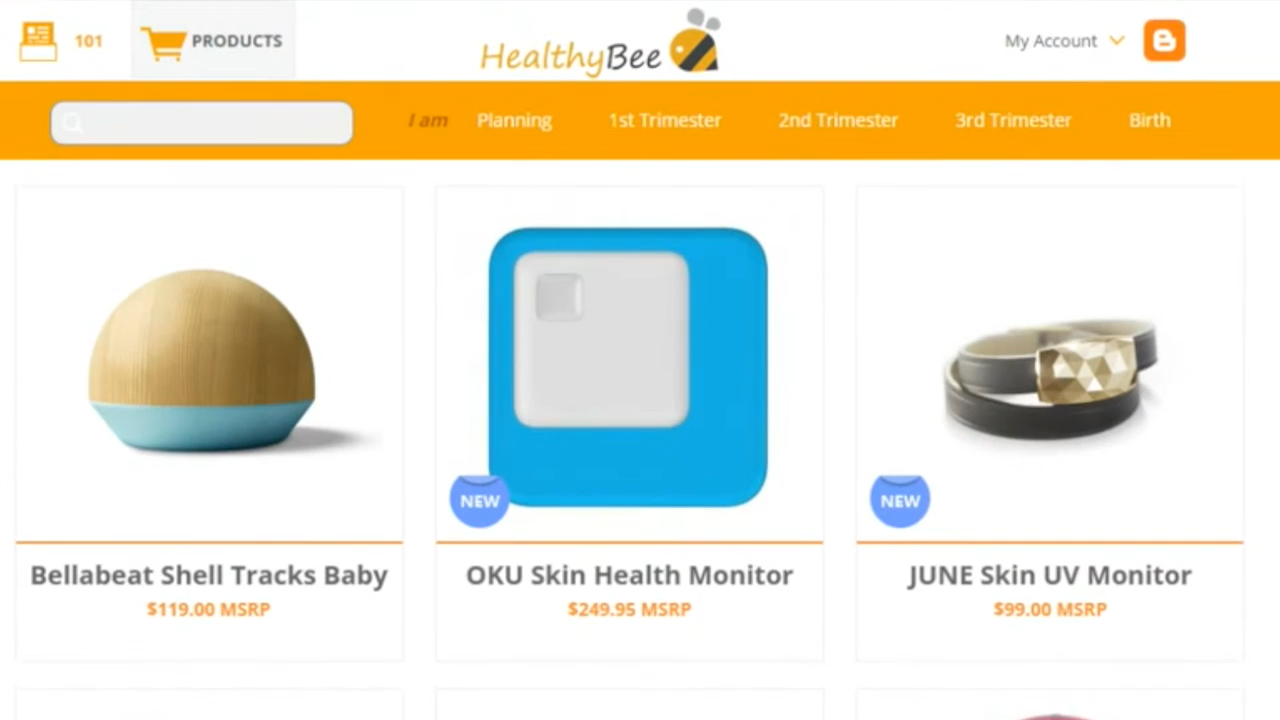 101
PRODUCTS
HealthyBee
My Account
I am
Planning
1st Trimester
2nd Trimester
3rd Trimester
Birth
NEW
NEW
Bellabeat Shell Tracks Baby
$119.00 MSRP
OKU Skin Health Monitor
$249.95 MSRP
JUNE Skin UV Monitor
$99.00 MSRP